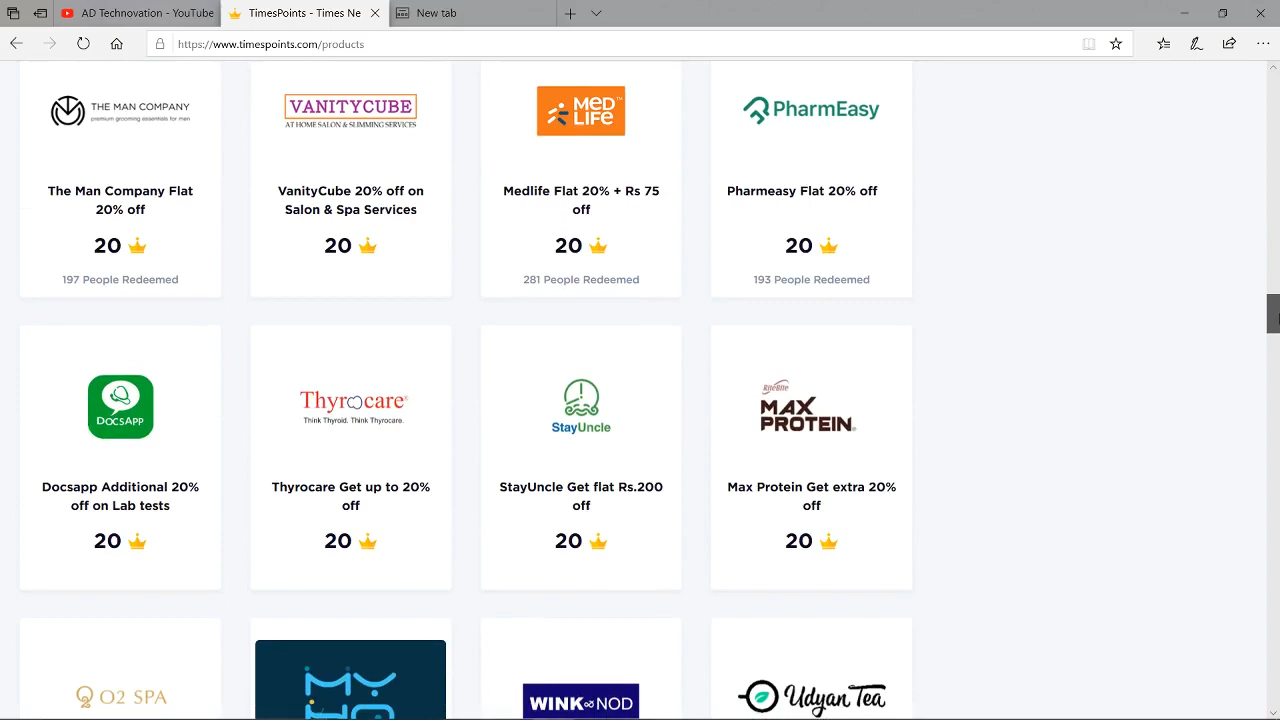 An - YouTube
TimesPoints - Times
New tab
https://www.timespoints.com/products
THE MAN COMPANY
premium grooming essentials for men
VANITYCUBE
AT HOME SALON & SLIMMING SERVICES
MED LIFE™
PharmEasy
The Man Company Flat 20% off
VanityCube 20% off on Salon & Spa Services
Medlife Flat 20% + Rs 75 off
Pharmeasy Flat 20% off
20
20
20
20
197 People Redeemed
281 People Redeemed
193 People Redeemed
DOCSAPP
Thyrocare®
Think Thyroid. Think Thyrocare.
StayUncle
RiteBite
MAX PROTEIN®
Docsapp Additional 20% off on Lab tests
Thyrocare Get up to 20% off
StayUncle Get flat Rs.200 off
Max Protein Get extra 20% off
20
20
20
20
O2 SPA
MY
WINK NOD
Udyan Tea